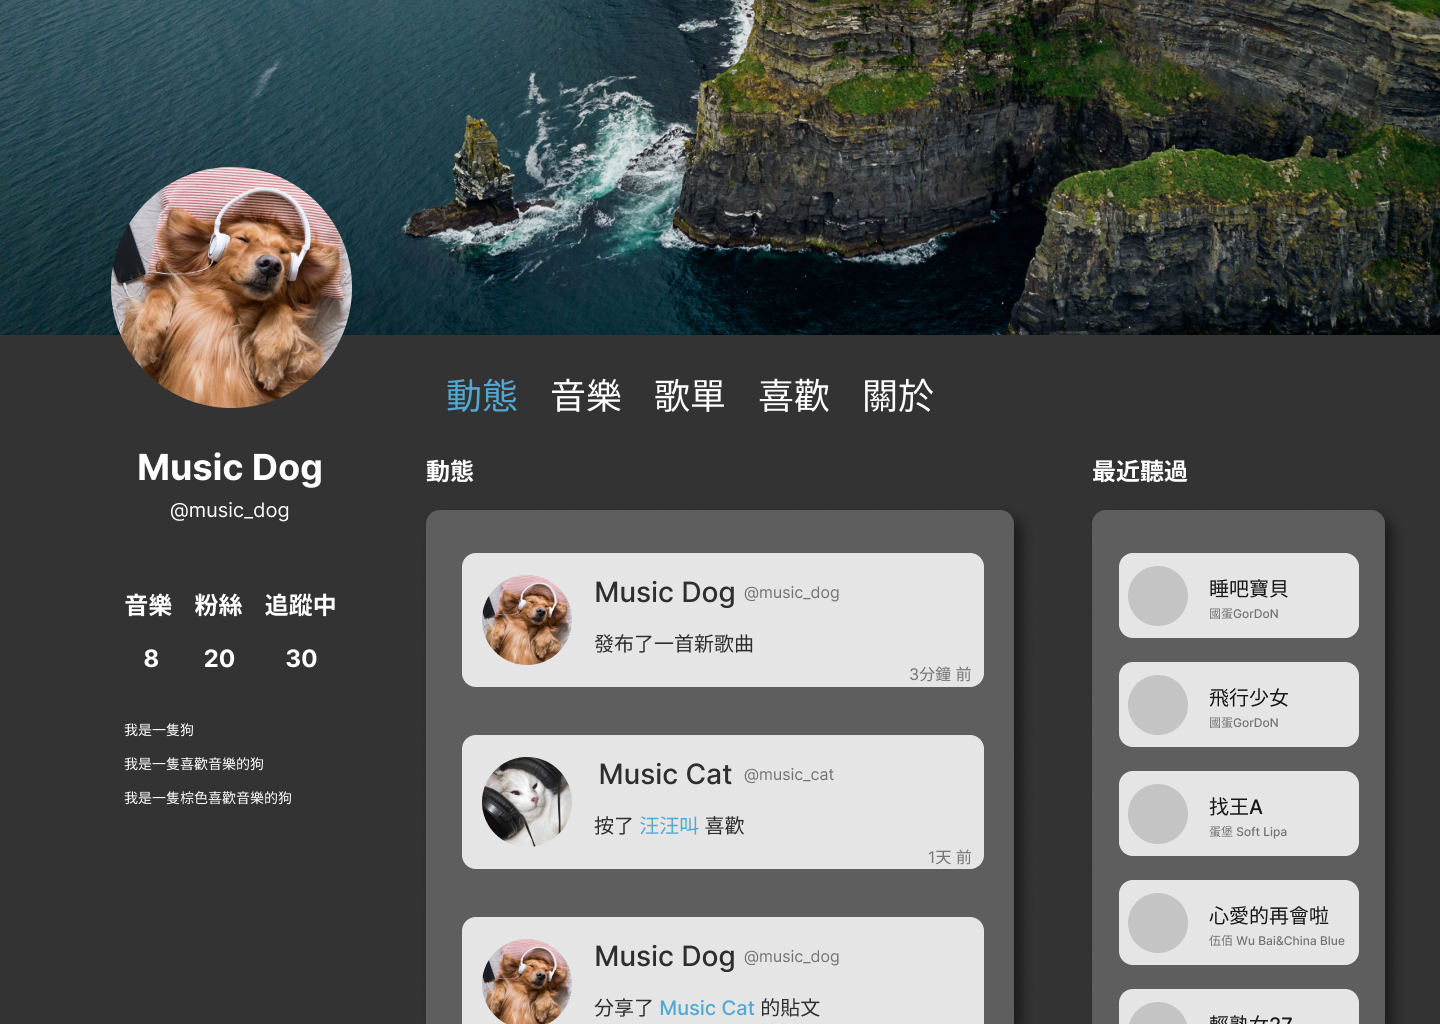 動態 音樂 歌單 喜歡 關於
Music Dog
@music_dog
音樂 粉絲 追蹤中
8 20 30
我是一隻狗
我是一隻喜歡音樂的狗
我是一隻棕色喜歡音樂的狗
動態
Music Dog @music_dog
發布了一首新歌曲
3分鐘 前
Music Cat @music_cat
按了 汪汪叫 喜歡
1天 前
Music Dog @music_dog
分享了 Music Cat 的貼文
最近聽過
睡吧寶貝
國蛋GorDoN
飛行少女
國蛋GorDoN
找王A
蛋堡 Soft Lipa
心愛的再會啦
伍佰 Wu Bai&China Blue
輕熟女27